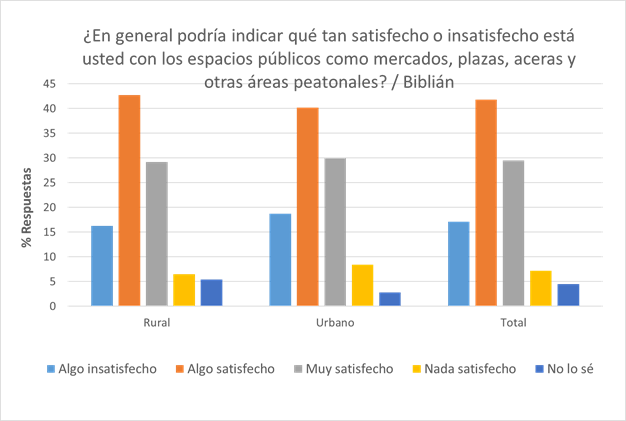 ¿En general podría indicar qué tan satisfecho o insatisfecho está
usted con los espacios públicos como mercados, plazas, aceras y
otras áreas peatonales? / Biblián
45
40
35
30
25
20
15
10
5
0
% Respuestas
Rural Urbano Total
Algo insatisfecho Algo satisfecho Muy satisfecho Nada satisfecho No lo sé